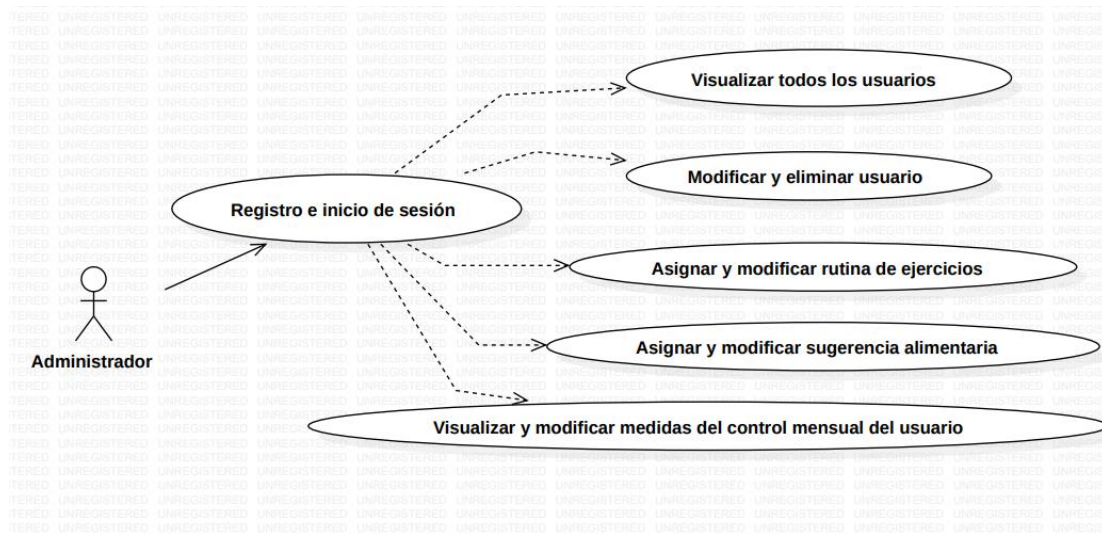 Visualizar todos los usuarios
Modificar y eliminar usuario
Registro e inicio de sesión
Asignar y modificar rutina de ejercicios
Administrador
Asignar y modificar sugerencia alimentaria
Visualizar y modificar medidas del control mensual del usuario